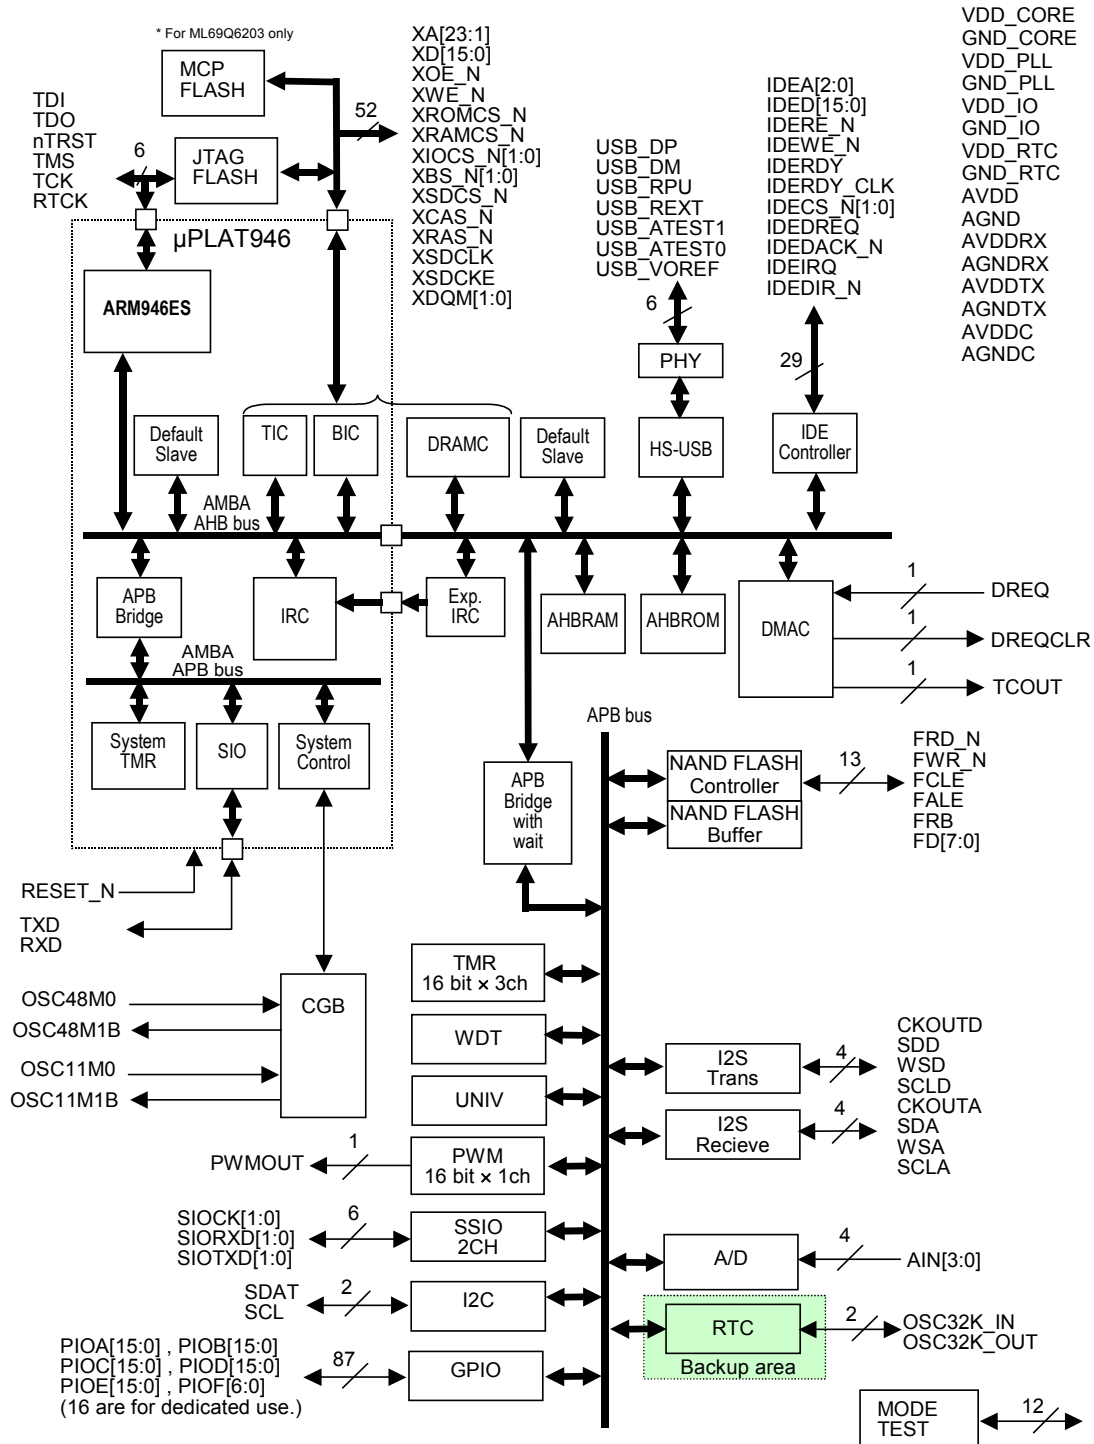 * For ML69Q6203 only
MCP
FLASH
JTAG
FLASH
TDI
TDO
nTRST
TMS
TCK
RTCK
6
52
XA[23:1]
XD[15:0]
XOE_N
XWE_N
XROMCS_N
XRAMCS_N
XIOCS_N[1:0]
XBS_N[1:0]
XSDCS_N
XCAS_N
XRAS_N
XSDCLK
XSDCKE
XDQM[1:0]
USB_DP
USB_DM
USB_RPU
USB_REXT
USB_ATEST1
USB_ATEST0
USB_VOREF
6
IDEA[2:0]
IDED[15:0]
IDERE_N
IDEWE_N
IDERDY
IDERDY_CLK
IDECS_N[1:0]
IDEDREQ
IDEDACK_N
IDEIRQ
IDEDIR_N
29
VDD_CORE
GND_CORE
VDD_PLL
GND_PLL
VDD_IO
GND_IO
VDD_RTC
GND_RTC
AVDD
AGND
AVDDRX
AGNDRX
AVDDTX
AGNDTX
AVDDC
AGNDC
µPLAT946
ARM946ES
Default
Slave
TIC
BIC
DRAMC
Default
Slave
PHY
HS-USB
IDE
Controller
AMBA
AHB bus
APB
Bridge
IRC
Exp.
IRC
AHBRAM
AHBROM
DMAC
1
DREQ
1
DREQCLR
1
TCOUT
AMBA
APB bus
System
TMR
SIO
System
Control
APB bus
APB
Bridge
with
wait
NAND FLASH
Controller
NAND FLASH
Buffer
13
FRD_N
FWR_N
FCLE
FALE
FRB
FD[7:0]
RESET_N
TXD
RXD
OSC48M0
OSC48M1B
OSC11M0
OSC11M1B
CGB
TMR
16 bit × 3ch
WDT
UNIV
PWM
16 bit × 1ch
1
PWMOUT
SSIO
2CH
6
SIOCK[1:0]
SIORXD[1:0]
SIOTXD[1:0]
I2C
2
SDAT
SCL
GPIO
87
PIOA[15:0] , PIOB[15:0]
PIOC[15:0] , PIOD[15:0]
PIOE[15:0] , PIOF[6:0]
(16 are for dedicated use.)
I2S
Trans
4
CKOUTD
SDD
WSD
SCLD
I2S
Recieve
4
CKOUTA
SDA
WSA
SCLA
A/D
4
AIN[3:0]
RTC
Backup area
2
OSC32K_IN
OSC32K_OUT
MODE
TEST
12